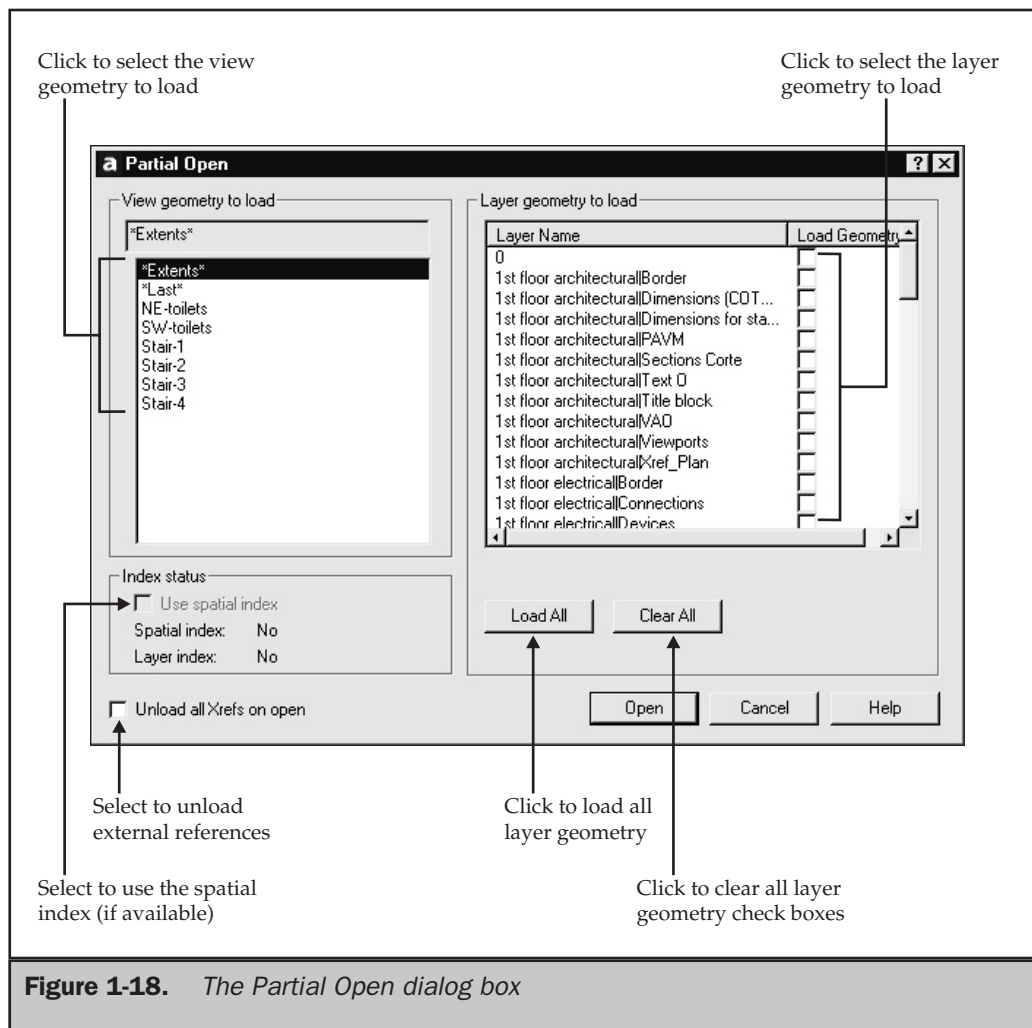 Click to select the view
geometry to load
Click to select the layer
geometry to load
a Partial Open
View geometry to load
*Extents*
*Extents*
*Last*
NE-toilets
SW-toilets
Stair-1
Stair-2
Stair-3
Stair-4
Layer geometry to load
Layer Name Load Geometry
0
1st floor architectural|Border
1st floor architectural|Dimensions (COT...
1st floor architectural|Dimensions for sta...
1st floor architectural|PAVM
1st floor architectural|Sections Corte
1st floor architectural|Text O
1st floor architectural|Title block
1st floor architectural|VAO
1st floor architectural|Viewports
1st floor architectural|Xref_Plan
1st floor electrical|Border
1st floor electrical|Connections
1st floor electrical|Devices
Index status
Use spatial index
Spatial index: No
Layer index: No
Load All Clear All
Unload all Xrefs on open
Open Cancel Help
Select to unload
external references
Click to load all
layer geometry
Select to use the spatial
index (if available)
Click to clear all layer
geometry check boxes
Figure 1-18. The Partial Open dialog box